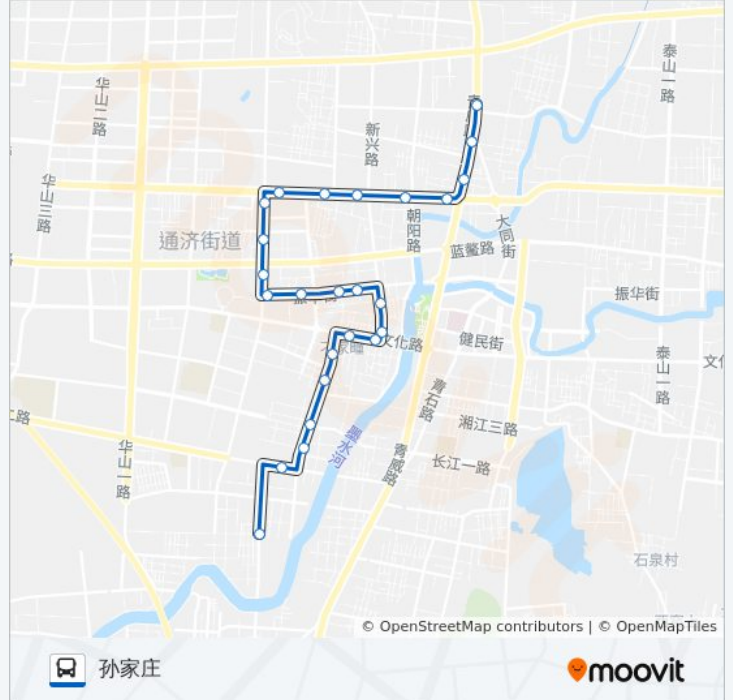 泰山一路
华山二路
新兴路
华山三路
朝阳路
大同街
通济街道
蓝鳌路
振华街
文化路
健民街
泰山一路
青石路
湘江三路
墨水河
华山一路
青威路
长江一路
石泉村
© OpenStreetMap contributors | © OpenMapTiles
孙家庄
moovit